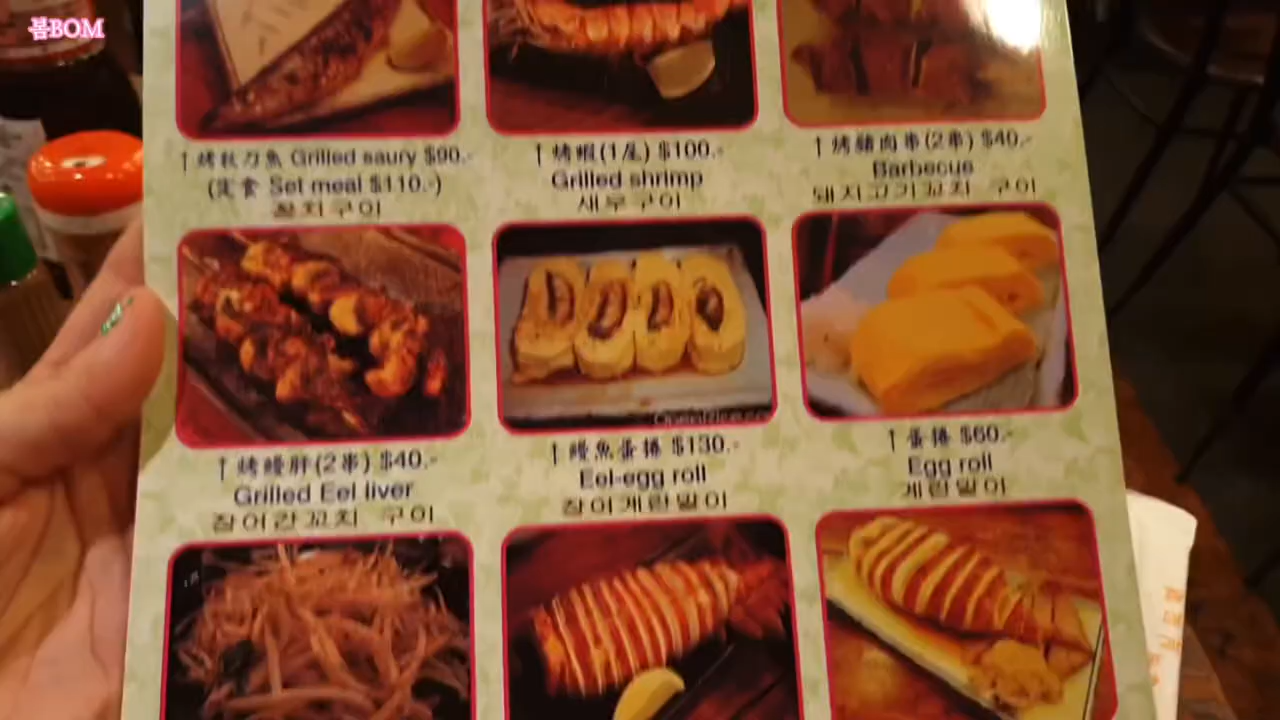 봄BOM
↑烤秋刀魚 Grilled saury $90.-
(定食 Set meal $110.-)
꽁치구이
↑烤蝦(1尾) $100.-
Grilled shrimp
새우구이
↑烤豬肉串(2串) $40.-
Barbecue
돼지고기꼬치 구이
↑烤鰻肝(2串) $40.-
Grilled Eel liver
장어간꼬치 구이
↑鰻魚蛋捲 $130.-
Eel-egg roll
장어계란말이
↑蛋捲 $60.-
Egg roll
계란말이